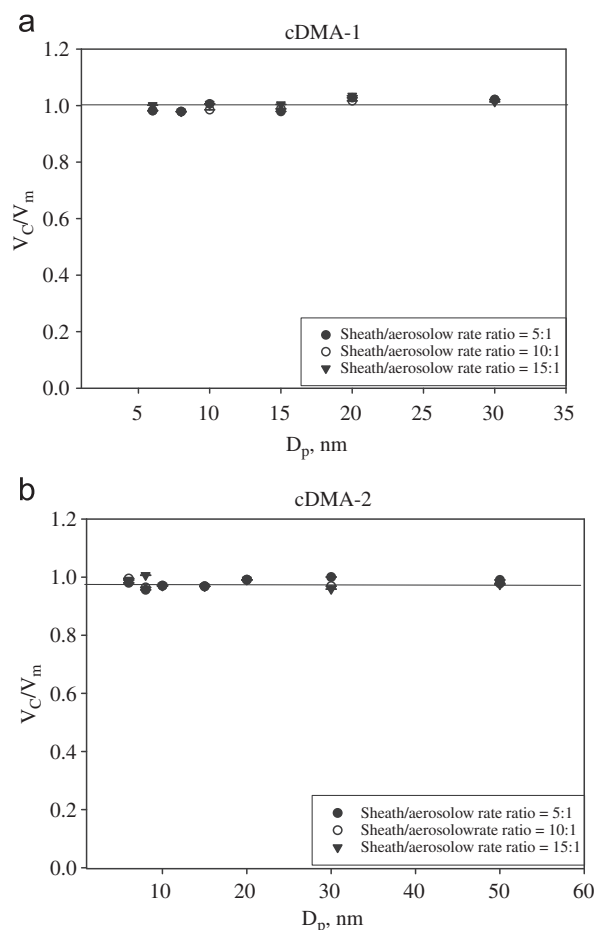 a
cDMA-1
1.2
1.0
0.8
0.6
0.4
0.2
0.0
V_C/V_m
Sheath/aerosolow rate ratio = 5:1
Sheath/aerosolow rate ratio = 10:1
Sheath/aerosolow rate ratio = 15:1
5 10 15 20 25 30 35
D_p, nm
b
cDMA-2
1.2
1.0
0.8
0.6
0.4
0.2
0.0
V_C/V_m
Sheath/aerosolow rate ratio = 5:1
Sheath/aerosolowrate ratio = 10:1
Sheath/aerosolow rate ratio = 15:1
10 20 30 40 50 60
D_p, nm